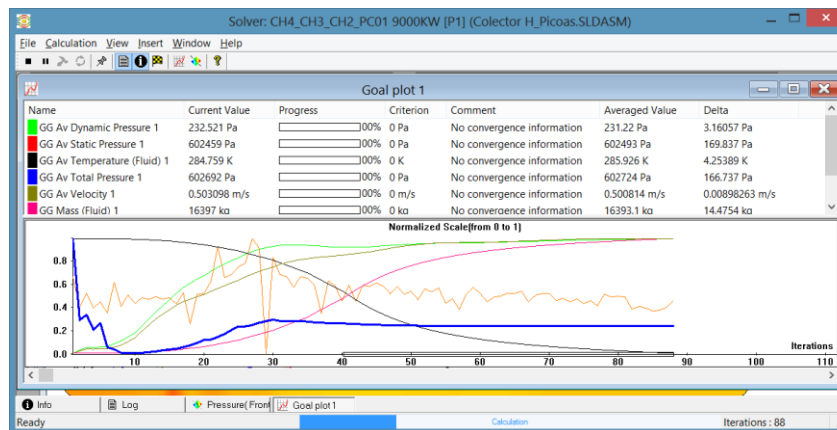 Solver: CH4_CH3_CH2_PC01 9000KW [P1] (Colector H_Picoas.SLDASM)
File Calculation View Insert Window Help
Goal plot 1
Name Current Value Progress Criterion Comment Averaged Value Delta
GG Av Dynamic Pressure 1 232.521 Pa 100% 0 Pa No convergence information 231.22 Pa 3.16057 Pa
GG Av Static Pressure 1 602459 Pa 100% 0 Pa No convergence information 602493 Pa 169.837 Pa
GG Av Temperature (Fluid) 1 284.759 K 100% 0 K No convergence information 285.926 K 4.25389 K
GG Av Total Pressure 1 602692 Pa 100% 0 Pa No convergence information 602724 Pa 166.737 Pa
GG Av Velocity 1 0.503098 m/s 100% 0 m/s No convergence information 0.500814 m/s 0.00898263 m/s
GG Mass (Fluid) 1 16397 kg 100% 0 kg No convergence information 16393.1 kg 14.4754 kg
Normalized Scale(from 0 to 1)
0.8
0.6
0.4
0.2
0.0
Iterations
10 20 30 40 50 60 70 80 90 100 110
Info Log Pressure( Front Goal plot 1
Ready Calculation Iterations : 88